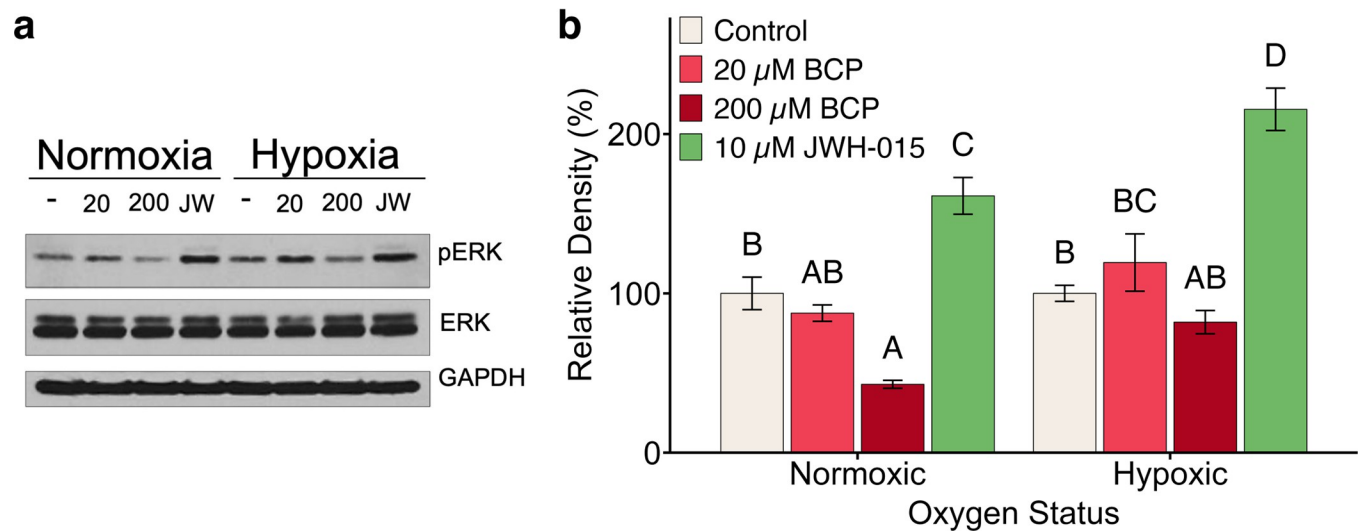 a
Normoxia Hypoxia
- 20 200 JW - 20 200 JW
pERK
ERK
GAPDH
b
Control
20 µM BCP
200 µM BCP
10 µM JWH-015
Relative Density (%)
200
100
0
B AB A C B BC AB D
Normoxic Hypoxic
Oxygen Status